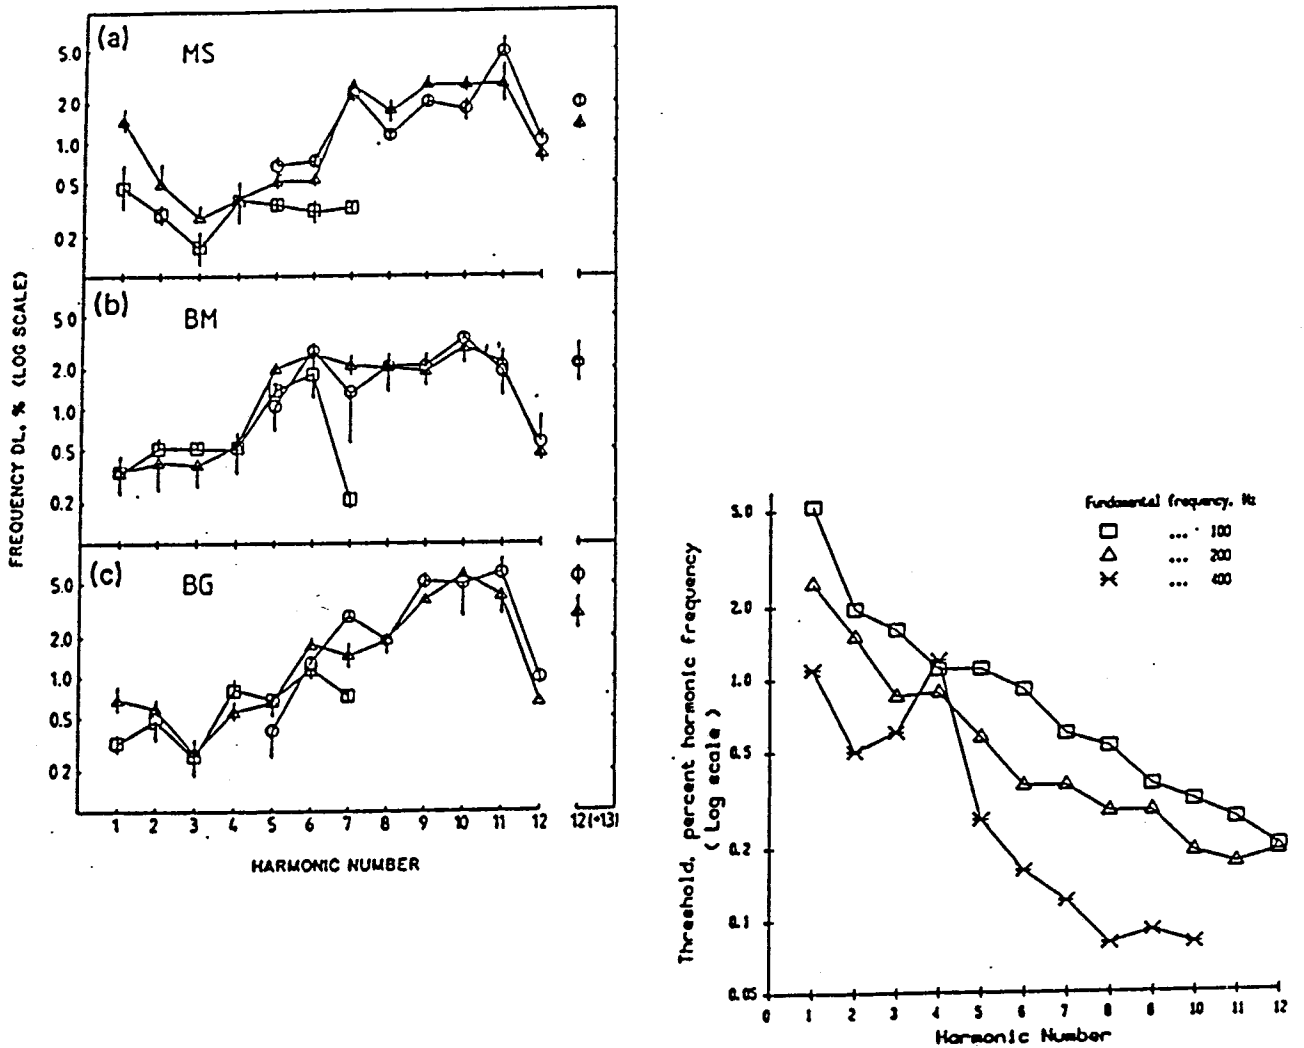 (a)
MS
5.0
2.0
1.0
0.5
0.2
(b)
BM
5.0
2.0
1.0
0.5
0.2
(c)
BG
5.0
2.0
1.0
0.5
0.2
FREQUENCY DL, % (LOG SCALE)
1 2 3 4 5 6 7 8 9 10 11 12 12(+13)
HARMONIC NUMBER
Fundamental frequency, Hz
... 100
... 200
... 400
5.0
2.0
1.0
0.5
0.2
0.1
0.05
Threshold, percent harmonic frequency
(Log scale)
0 1 2 3 4 5 6 7 8 9 10 11 12
Harmonic Number